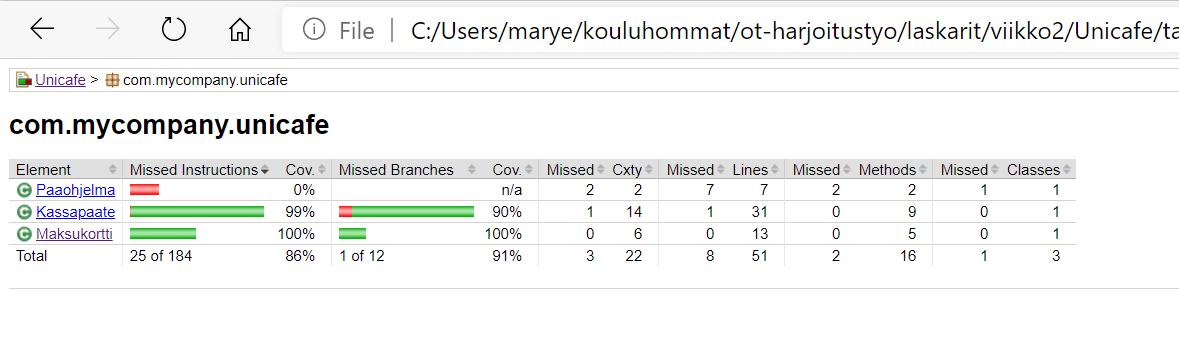 File | C:/Users/marye/kouluhommat/ot-harjoitustyo/laskarit/viikko2/Unicafe/ta
Unicafe > com.mycompany.unicafe
com.mycompany.unicafe
Element Missed Instructions Cov. Missed Branches Cov. Missed Cxty Missed Lines Missed Methods Missed Classes
C Paaohjelma 0% n/a 2 2 7 7 2 2 1 1
C Kassapaate 99% 90% 1 14 1 31 0 9 0 1
C Maksukortti 100% 100% 0 6 0 13 0 5 0 1
Total 25 of 184 86% 1 of 12 91% 3 22 8 51 2 16 1 3